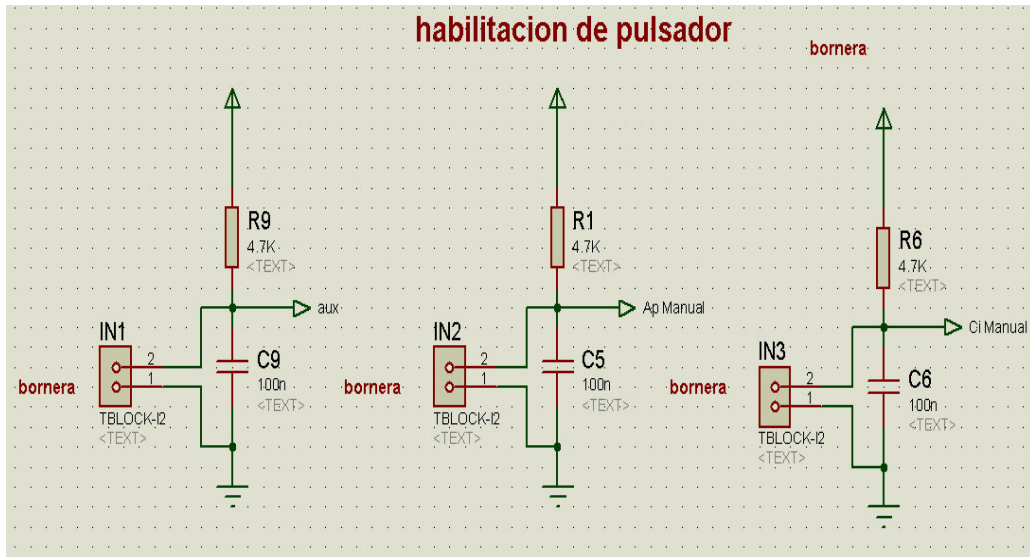 habilitacion de pulsador
bornera
R9
4.7K
<TEXT>
aux
IN1
2
1
C9
100n
<TEXT>
bornera
TBLOCK-I2
<TEXT>
R1
4.7K
<TEXT>
Ap Manual
IN2
2
1
C5
100n
<TEXT>
bornera
TBLOCK-I2
<TEXT>
R6
4.7K
<TEXT>
Ci Manual
IN3
2
1
C6
100n
<TEXT>
bornera
TBLOCK-I2
<TEXT>